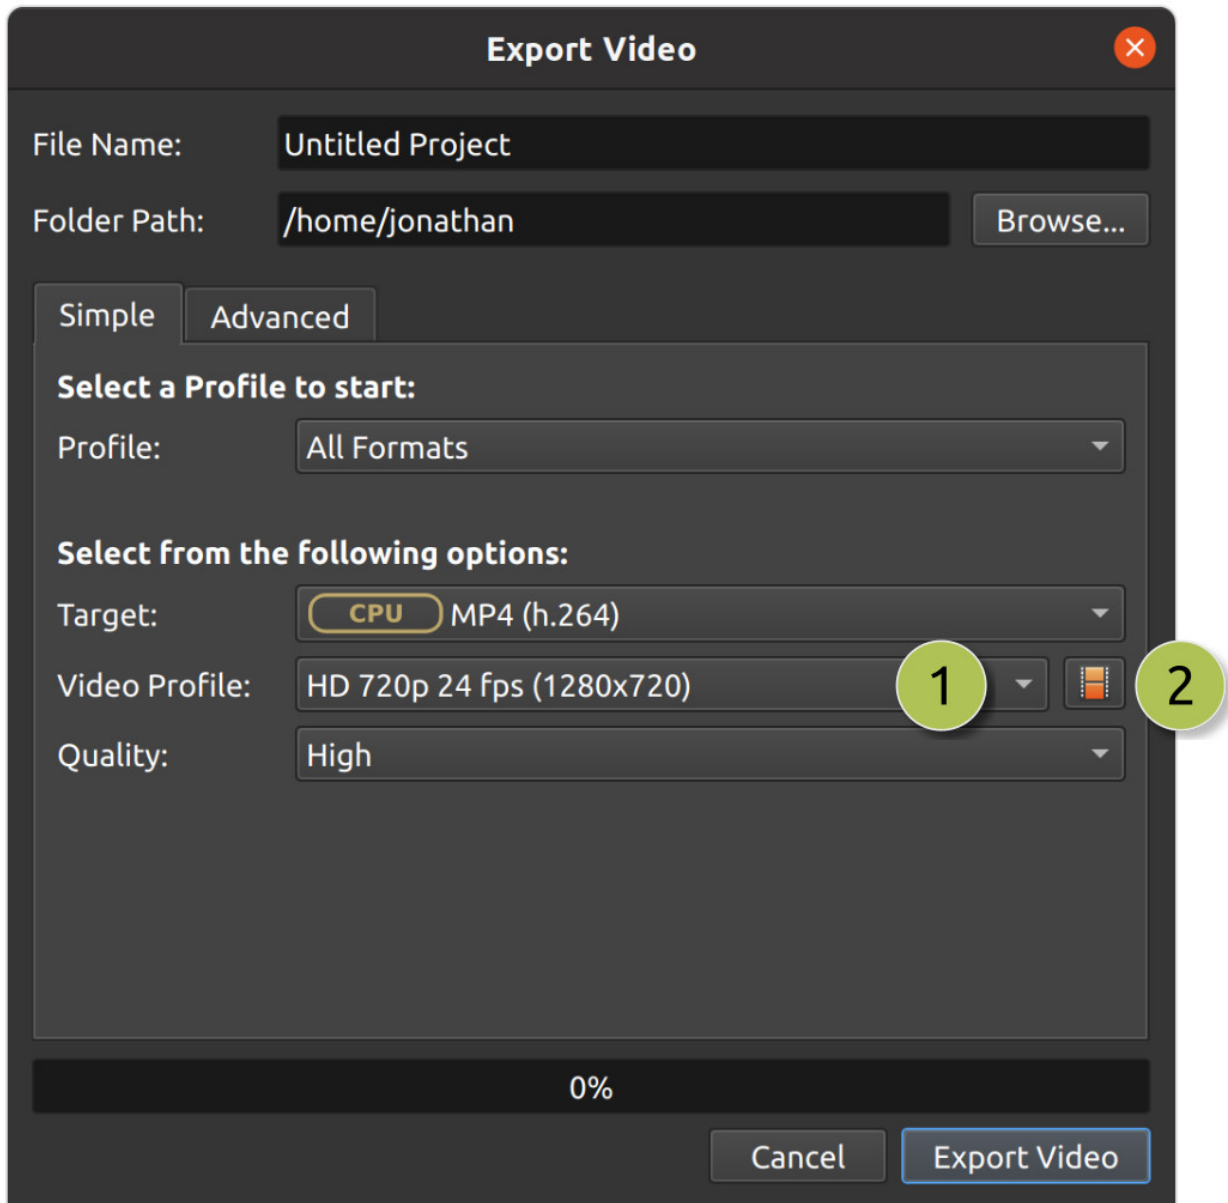 Export Video
File Name: Untitled Project
Folder Path: /home/jonathan Browse...
Simple Advanced
Select a Profile to start:
Profile: All Formats
Select from the following options:
Target: CPU MP4 (h.264)
Video Profile: HD 720p 24 fps (1280x720) 1 2
Quality: High
0%
Cancel Export Video